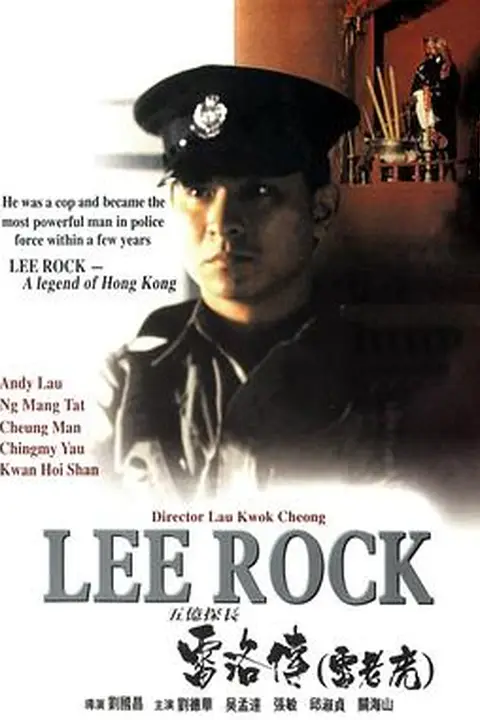 He was a cop and became the
most powerful man in police
force within a few years
LEE ROCK —
A legend of Hong Kong
Andy Lau
Ng Mang Tat
Cheung Man
Chingmy Yau
Kwan Hoi Shan
Director Lau Kwok Cheong
LEE ROCK
五億探長
雷洛傳(雷老虎)
導演 劉國昌 主演 劉德華 吳孟達 張敏 邱淑貞 關海山